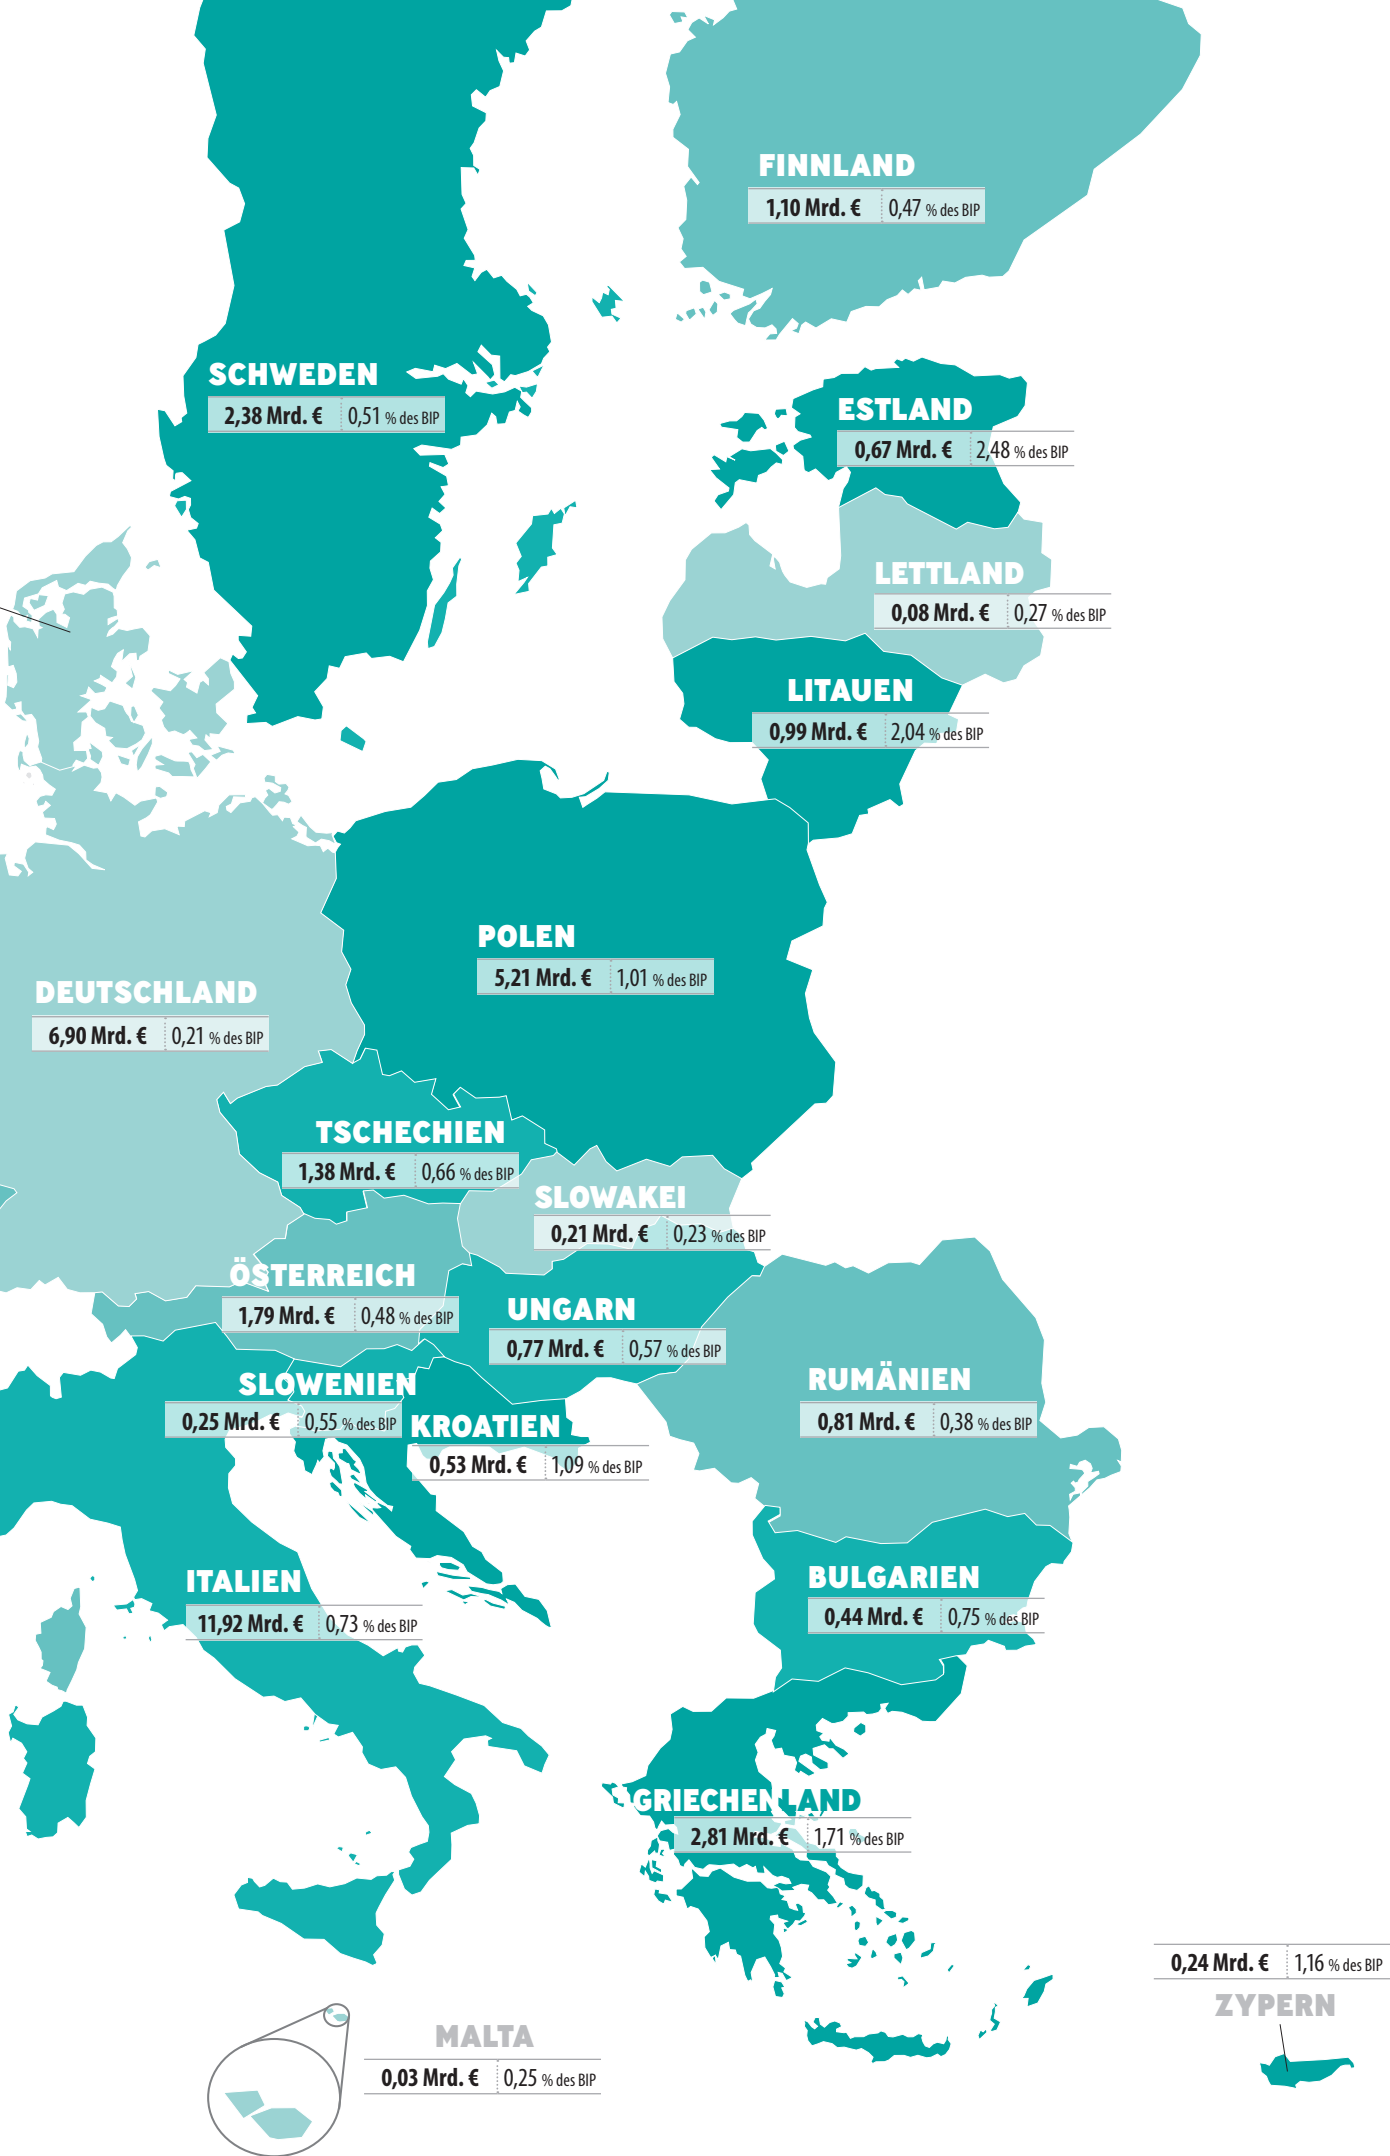 FINNLAND
1,10 Mrd. € 0,47 % des BIP
SCHWEDEN
2,38 Mrd. € 0,51 % des BIP
ESTLAND
0,67 Mrd. € 2,48 % des BIP
LETTLAND
0,08 Mrd. € 0,27 % des BIP
LITAUEN
0,99 Mrd. € 2,04 % des BIP
POLEN
5,21 Mrd. € 1,01 % des BIP
DEUTSCHLAND
6,90 Mrd. € 0,21 % des BIP
TSCHECHIEN
1,38 Mrd. € 0,66 % des BIP
SLOWAKEI
0,21 Mrd. € 0,23 % des BIP
ÖSTERREICH
1,79 Mrd. € 0,48 % des BIP
UNGARN
0,77 Mrd. € 0,57 % des BIP
SLOWENIEN
0,25 Mrd. € 0,55 % des BIP
RUMÄNIEN
0,81 Mrd. € 0,38 % des BIP
KROATIEN
0,53 Mrd. € 1,09 % des BIP
ITALIEN
11,92 Mrd. € 0,73 % des BIP
BULGARIEN
0,44 Mrd. € 0,75 % des BIP
GRIECHENLAND
2,81 Mrd. € 1,71 % des BIP
0,24 Mrd. € 1,16 % des BIP
ZYPERN
MALTA
0,03 Mrd. € 0,25 % des BIP